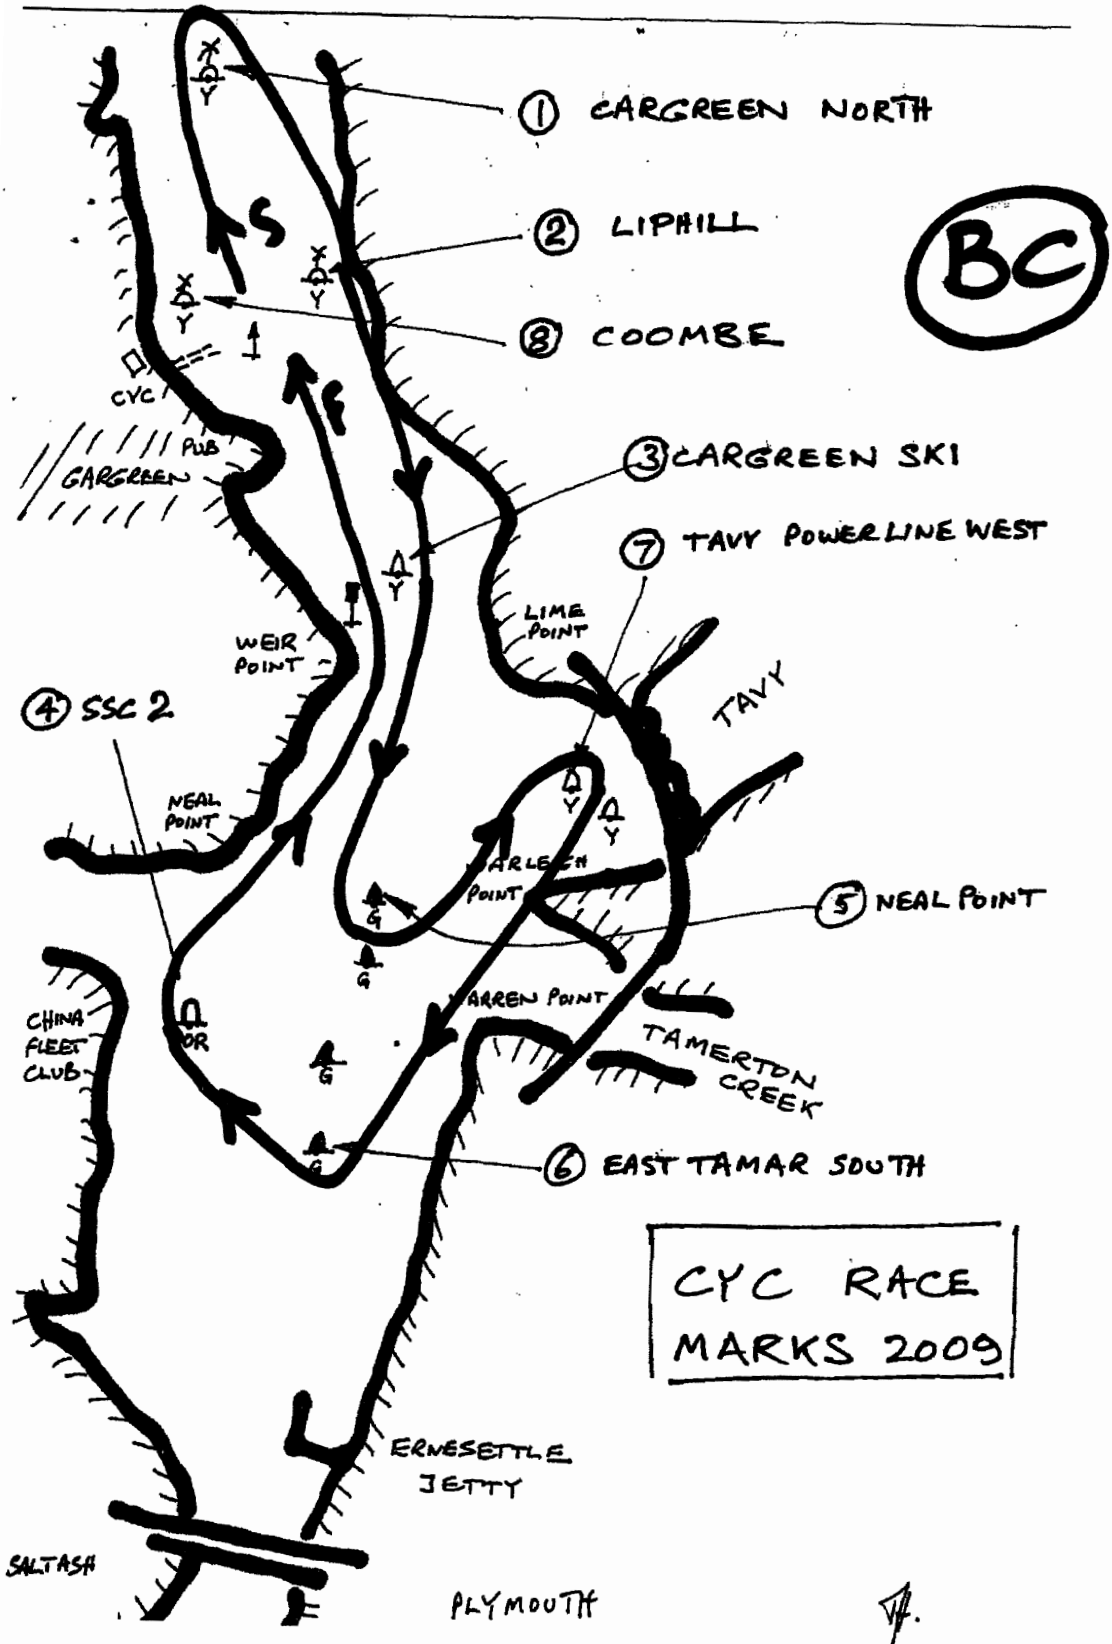 ① CARGREEN NORTH
② LIPHILL
BC
⑧ COOMBE
S
F
X
Y
X
Y
X
Y
CYC
PUB
CARGREEN
③ CARGREEN SKI
⑦ TAVY POWERLINE WEST
Y
LIME
POINT
WEIR
POINT
TAVY
④ SSC 2
NEAL
POINT
Y
Y
ARLEIGH
POINT
⑤ NEAL POINT
G
G
WARREN POINT
OR
CHINA
FLEET
CLUB
TAMERTON
CREEK
G
G
⑥ EAST TAMAR SOUTH
CYC RACE
MARKS 2009
ERNESETTLE
JETTY
SALTASH
PLYMOUTH